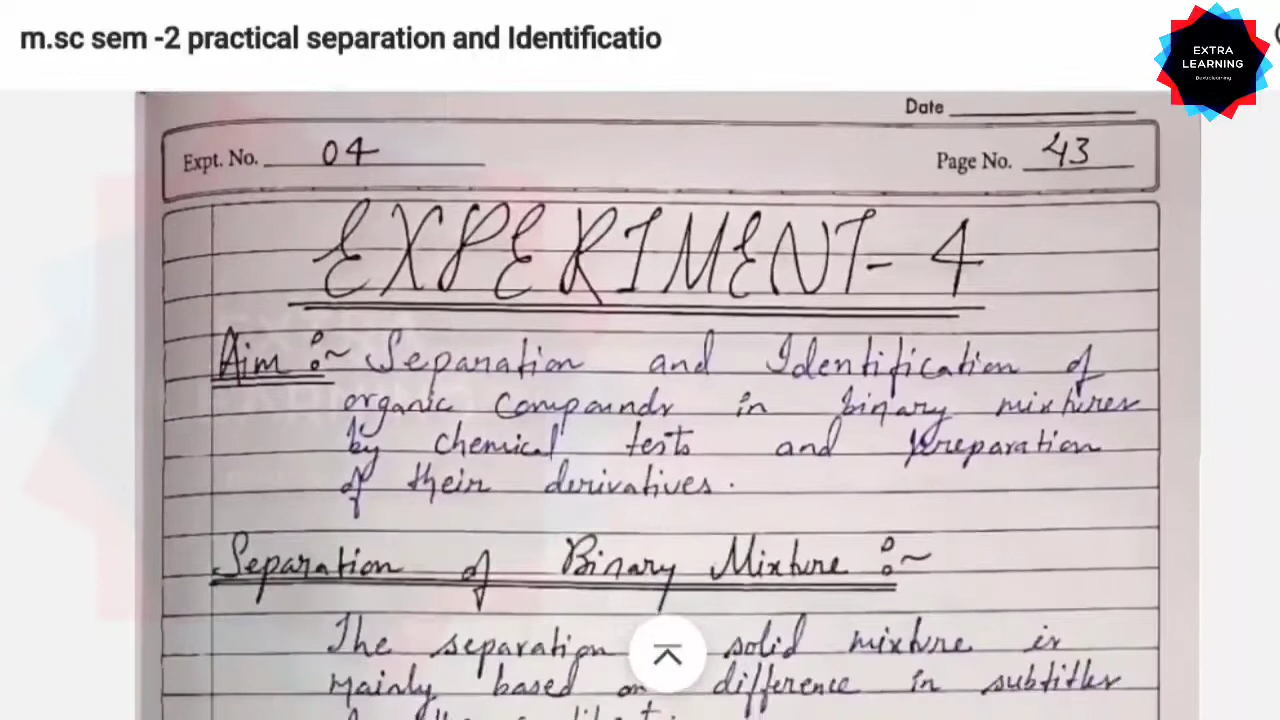 m.sc sem -2 practical separation and Identificatio
EXTRA
LEARNING
Date
Expt. No. 04
Page No. 43
EXPERIMENT- 4
Aim :~ Separation and Identification of
organic compounds in binary mixtures
by chemical tests and preparation
of their derivatives.
Separation of Binary Mixture :~
The separation solid mixture is
mainly based on difference in subtitles